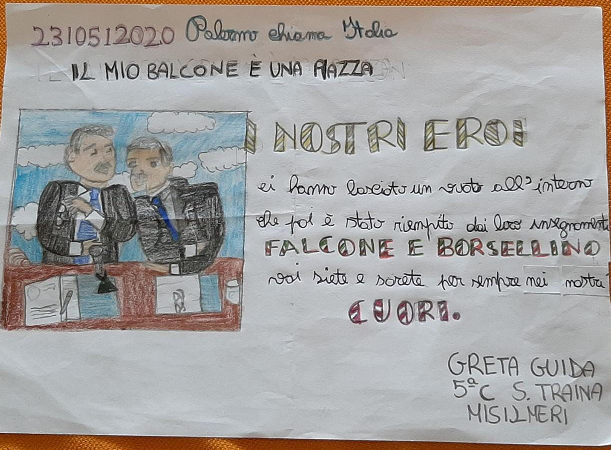 23/05/2020 Palermo chiama Italia
IL MIO BALCONE È UNA PIAZZA
I NOSTRI EROI
ci hanno lasciato un vuoto all'interno
che poi è stato riempito dai loro insegnamenti
FALCONE E BORSELLINO
voi siete e sarete per sempre nei nostri
CUORI.
GRETA GUIDA
5ªC S. TRAINA
MISILMERI